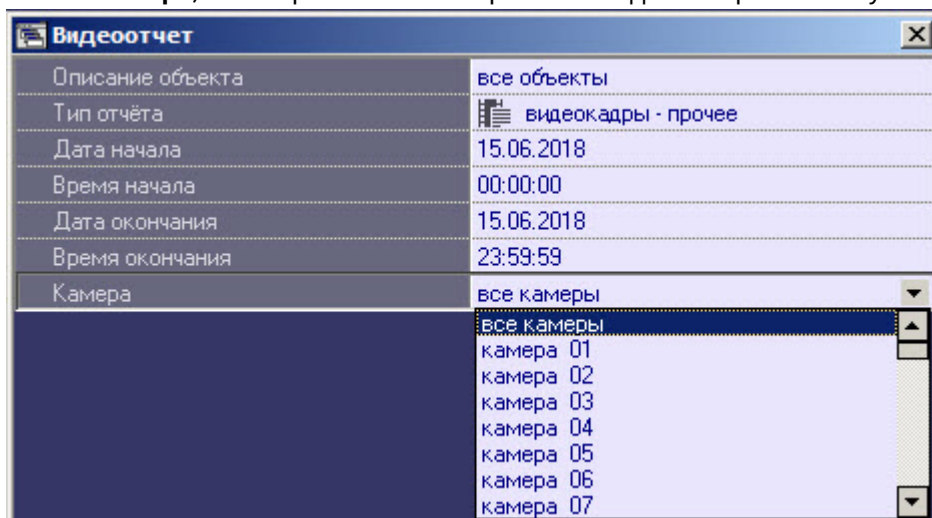 Видеоотчет
Описание объекта все объекты
Тип отчёта видеокадры - прочее
Дата начала 15.06.2018
Время начала 00:00:00
Дата окончания 15.06.2018
Время окончания 23:59:59
Камера все камеры
все камеры
камера 01
камера 02
камера 03
камера 04
камера 05
камера 06
камера 07